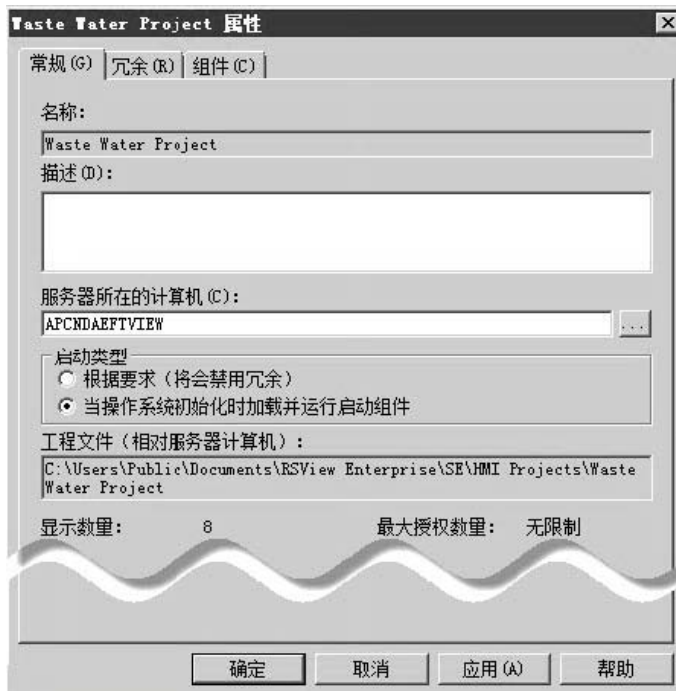 Waste Water Project 属性
常规(G) 冗余(R) 组件(C)
名称:
Waste Water Project
描述(D):
服务器所在的计算机(C):
APCNDAEFTVIEW
...
启动类型
根据要求（将会禁用冗余）
当操作系统初始化时加载并运行启动组件
工程文件（相对服务器计算机）:
C:\Users\Public\Documents\RSView Enterprise\SE\HMI Projects\Waste
Water Project
显示数量: 8 最大授权数量: 无限制
确定 取消 应用(A) 帮助